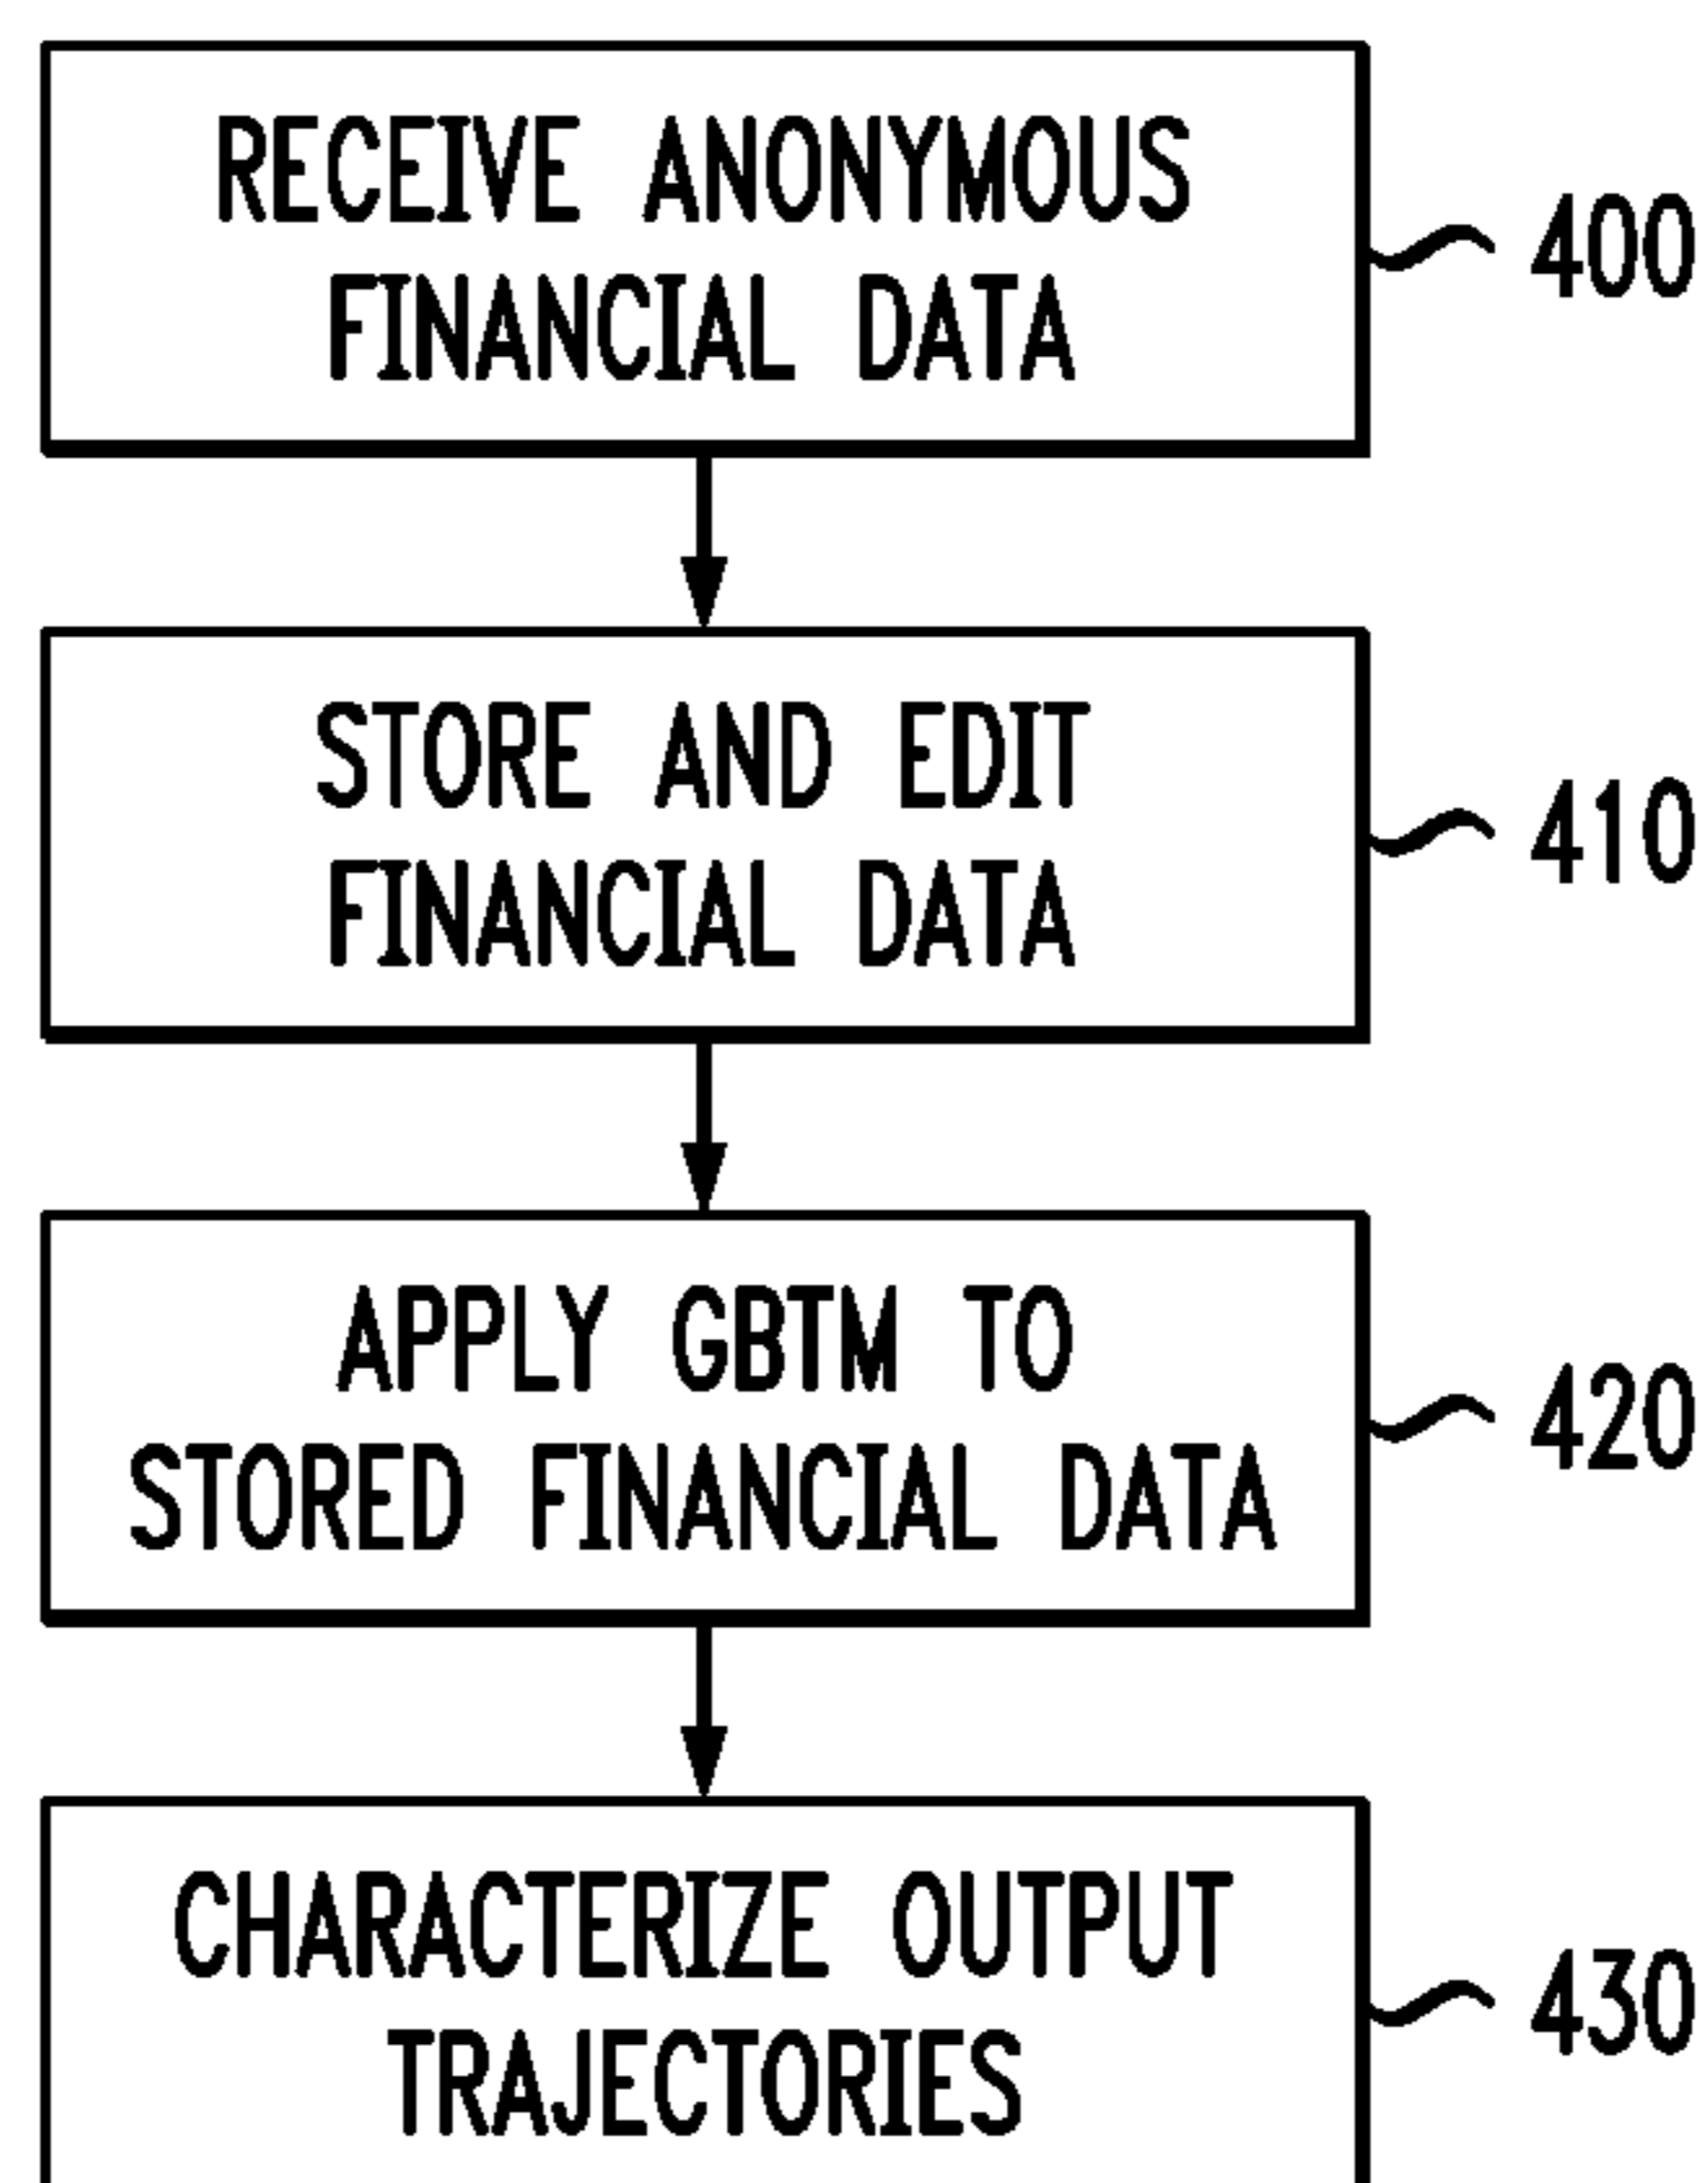 RECEIVE ANONYMOUS
FINANCIAL DATA
400
STORE AND EDIT
FINANCIAL DATA
410
APPLY GBTM TO
STORED FINANCIAL DATA
420
CHARACTERIZE OUTPUT
TRAJECTORIES
430